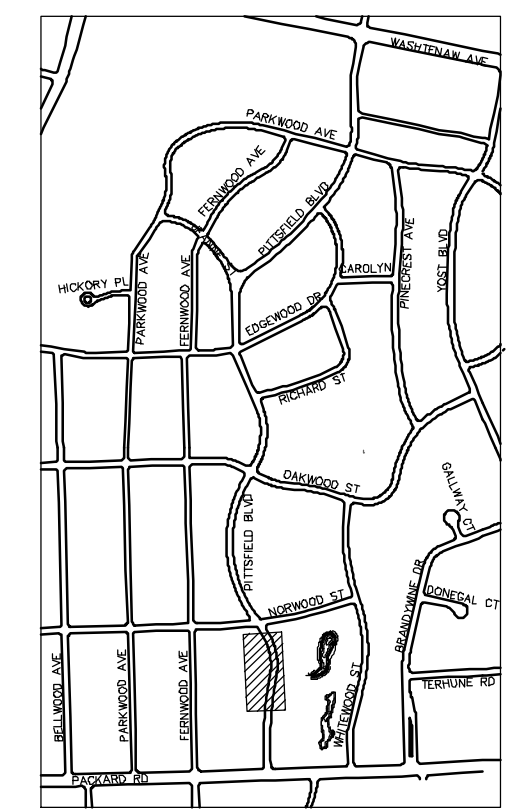 WASHTENAW AVE
PARKWOOD AVE
FERNWOOD AVE
PITTSFIELD BLVD
CAROLYN
PINECREST AVE
YOST BLVD
HICKORY PL
PARKWOOD AVE
FERNWOOD AVE
EDGEWOOD DR
RICHARD ST
OAKWOOD ST
GALLWAY CT
PITTSFIELD BLVD
NORWOOD ST
BRANDYWINE DR
DONEGAL CT
TERHUNE RD
BELLWOOD AVE
PARKWOOD AVE
FERNWOOD AVE
WHITEWOOD ST
PACKARD RD